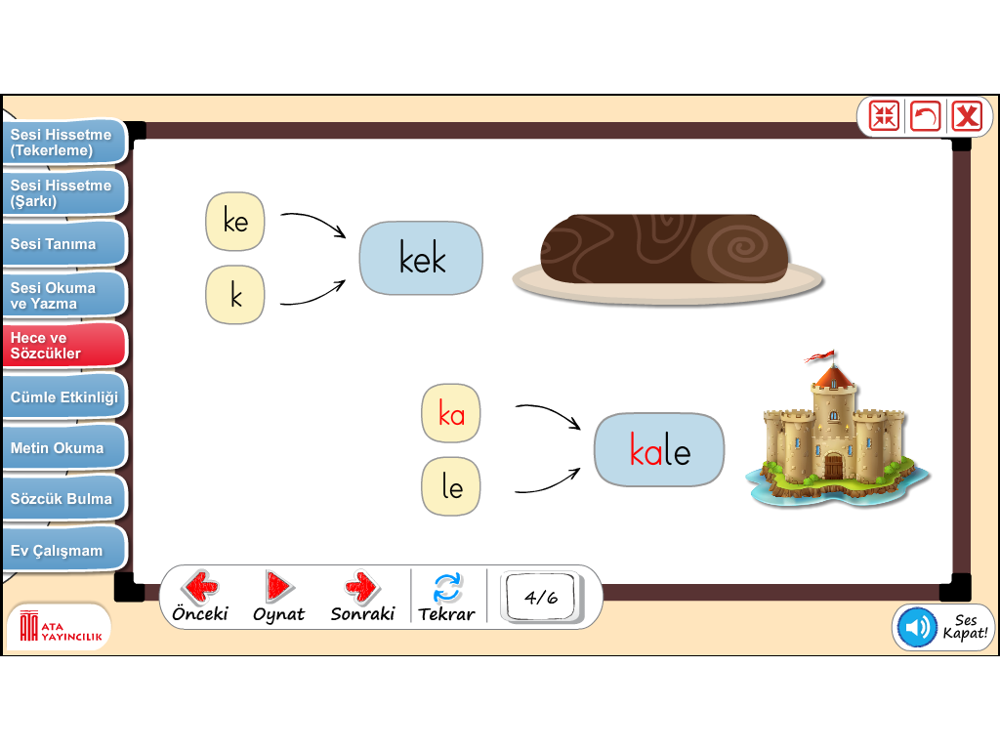 Sesi Hissetme
(Tekerleme)
Sesi Hissetme
(Şarkı)
Sesi Tanıma
Sesi Okuma
ve Yazma
Hece ve
Sözcükler
Cümle Etkinliği
Metin Okuma
Sözcük Bulma
Ev Çalışmam
ke
k
kek
ka
le
kale
Önceki
Oynat
Sonraki
Tekrar
4/6
ATA
YAYINCILIK
Ses
Kapat!